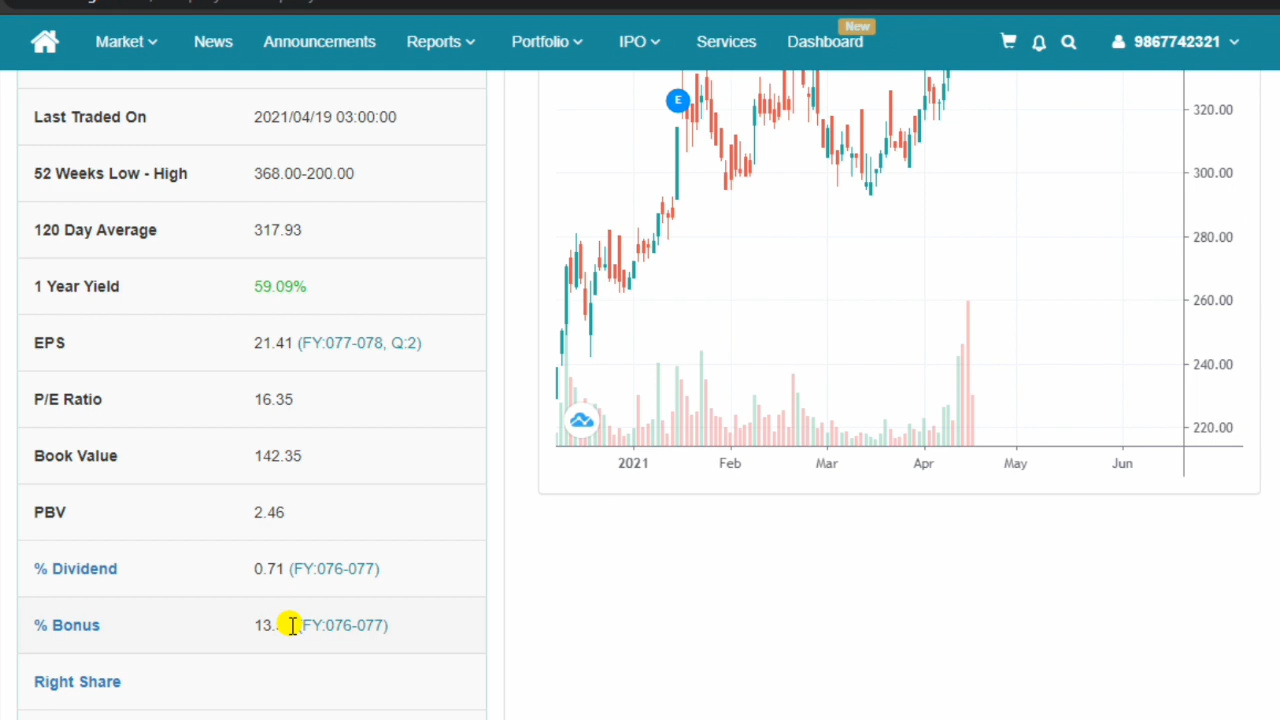 New
Market News Announcements Reports Portfolio IPO Services Dashboard 9867742321
Last Traded On 2021/04/19 03:00:00
52 Weeks Low - High 368.00-200.00
120 Day Average 317.93
1 Year Yield 59.09%
EPS 21.41 (FY:077-078, Q:2)
P/E Ratio 16.35
Book Value 142.35
PBV 2.46
% Dividend 0.71 (FY:076-077)
% Bonus FY:076-077)
Right Share
E
320.00
300.00
280.00
260.00
240.00
220.00
2021 Feb Mar Apr May Jun